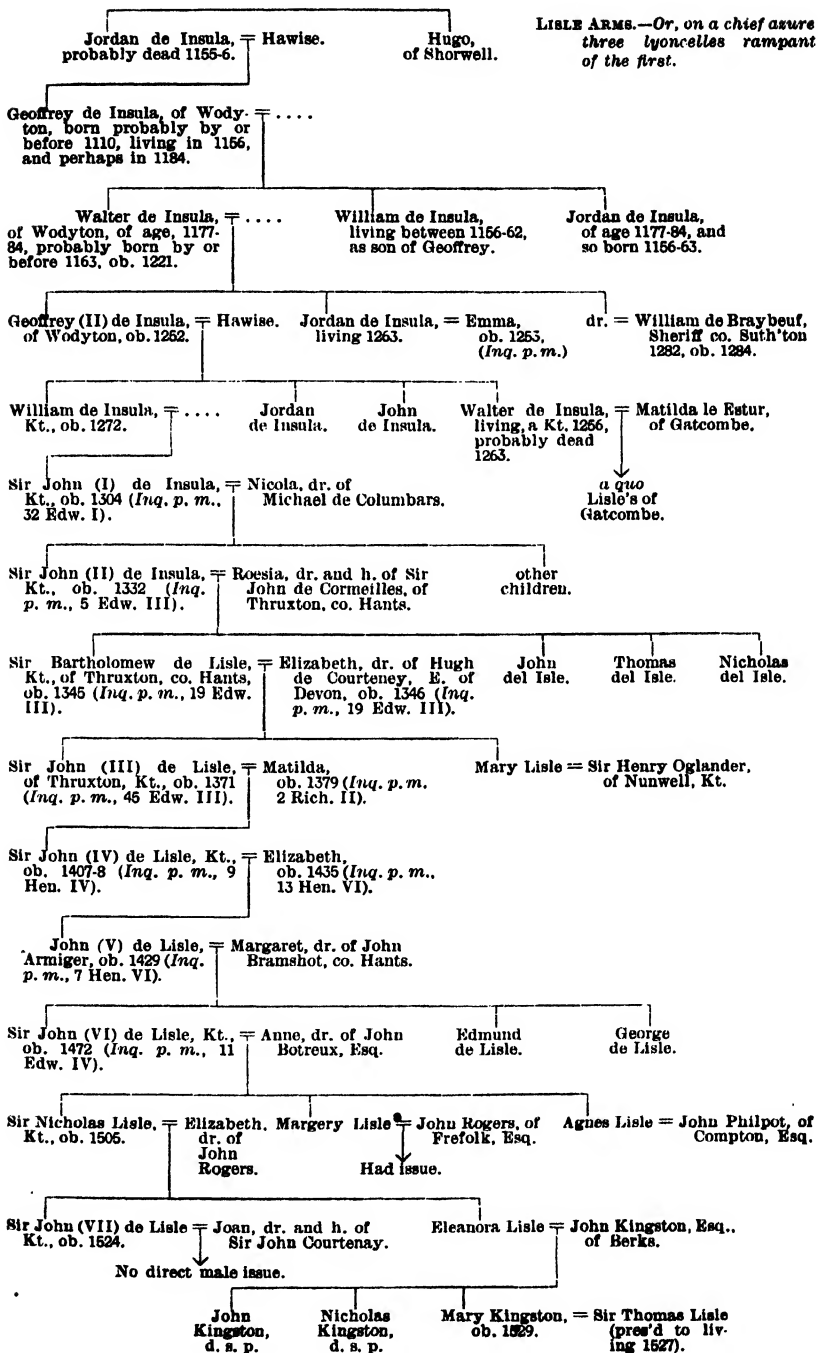 LISLE ARMS.—Or, on a chief azure
three lyoncelles rampant
of the first.
Jordan de Insula, = Hawise.
probably dead 1155-6.
Hugo,
of Shorwell.
Geoffrey de Insula, of Wody- = ....
ton, born probably by or
before 1110, living in 1156,
and perhaps in 1184.
Walter de Insula, = ....
of Wodyton, of age, 1177-
84, probably born by or
before 1163, ob. 1221.
William de Insula,
living between 1156-62,
as son of Geoffrey.
Jordan de Insula,
of age 1177-84, and
so born 1156-63.
Geoffrey (II) de Insula, = Hawise.
of Wodyton, ob. 1252.
Jordan de Insula, = Emma,
living 1263.
ob. 1253,
(Inq. p. m.)
dr. = William de Braybeuf,
Sheriff co. Suth'ton
1282, ob. 1284.
William de Insula, = ....
Kt., ob. 1272.
Jordan
de Insula.
John
de Insula.
Walter de Insula, = Matilda le Estur,
living, a Kt. 1256,
probably dead
1263.
of Gatcombe.
a quo
Lisle's of
Gatcombe.
Sir John (I) de Insula, = Nicola, dr. of
Kt., ob. 1304 (Inq. p. m.,
32 Edw. I).
Michael de Columbars.
Sir John (II) de Insula, = Roesia, dr. and h. of Sir
Kt., ob. 1332 (Inq.
p. m., 5 Edw. III).
John de Cormeilles, of
Thruxton, co. Hants.
other
children.
Sir Bartholomew de Lisle, = Elizabeth, dr. of Hugh
Kt., of Thruxton, co. Hants,
ob. 1345 (Inq. p. m., 19 Edw.
III).
de Courteney, E. of
Devon, ob. 1346 (Inq.
p. m., 19 Edw. III).
John
del Isle.
Thomas
del Isle.
Nicholas
del Isle.
Sir John (III) de Lisle, = Matilda,
of Thruxton, Kt., ob. 1371
(Inq. p. m., 45 Edw. III).
ob. 1379 (Inq. p. m.
2 Rich. II).
Mary Lisle = Sir Henry Oglander,
of Nunwell, Kt.
Sir John (IV) de Lisle, Kt., = Elizabeth,
ob. 1407-8 (Inq. p. m., 9
Hen. IV).
ob. 1435 (Inq. p. m.,
13 Hen. VI).
John (V) de Lisle, = Margaret, dr. of John
Armiger, ob. 1429 (Inq.
p. m., 7 Hen. VI).
Bramshot, co. Hants.
Sir John (VI) de Lisle, Kt., = Anne, dr. of John
ob. 1472 (Inq. p. m., 11
Edw. IV).
Botreux, Esq.
Edmund
de Lisle.
George
de Lisle.
Sir Nicholas Lisle, = Elizabeth,
Kt., ob. 1505.
dr. of
John
Rogers.
Margery Lisle = John Rogers, of
Frefolk, Esq.
Had issue.
Agnes Lisle = John Philpot, of
Compton, Esq.
Sir John (VII) de Lisle = Joan, dr. and h. of
Kt., ob. 1524.
Sir John Courtenay.
No direct male issue.
Eleanora Lisle = John Kingston, Esq.,
of Berks.
John
Kingston,
d. s. p.
Nicholas
Kingston,
d. s. p.
Mary Kingston, = Sir Thomas Lisle
ob. 1529.
(pres'd to liv-
ing 1527).